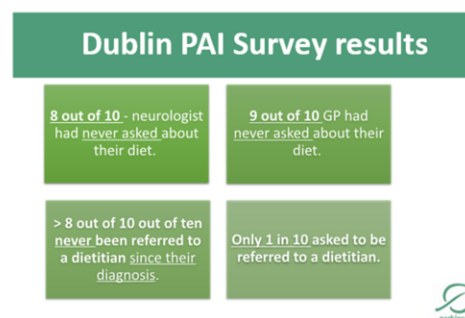 Dublin PAI Survey results
8 out of 10 - neurologist
had never asked about
their diet.
9 out of 10 GP had
never asked about their
diet.
> 8 out of 10 out of ten
never been referred to
a dietitian since their
diagnosis.
Only 1 in 10 asked to be
referred to a dietitian.